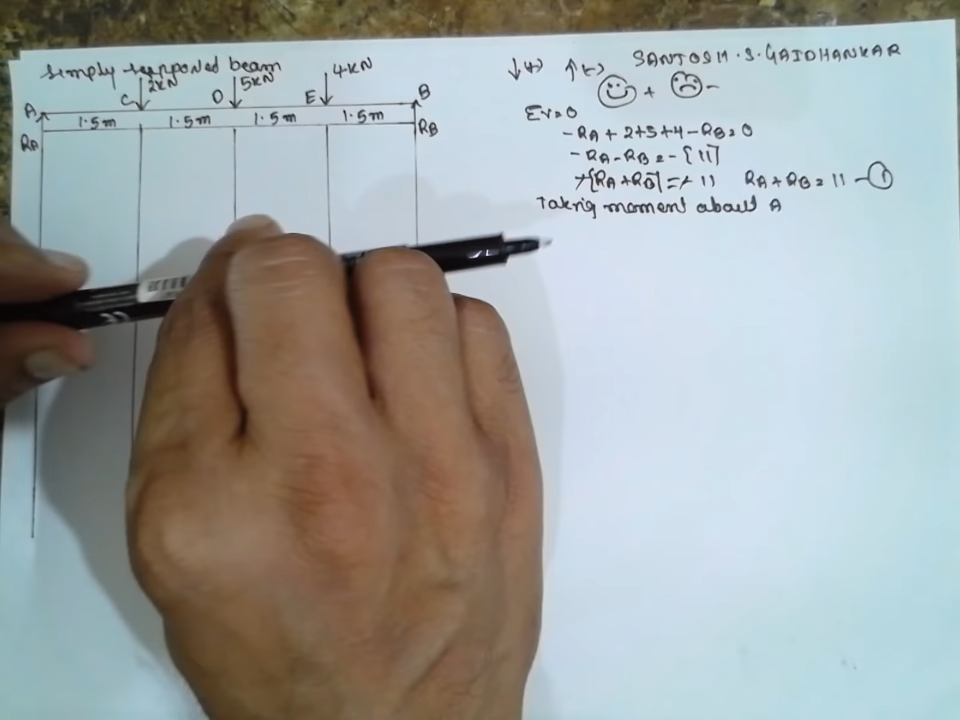 Simply supported beam
2KN 5KN 4KN
A C D E B
1.5m 1.5m 1.5m 1.5m
RA RB
↓+) ↑(-) SANTOSH.S.GAIDHANKAR
+ -
Ev=0
-RA+2+5+4-RB=0
-RA-RB=-[11]
+[RA+RB]=+11 RA+RB=11-①
Taking moment about A